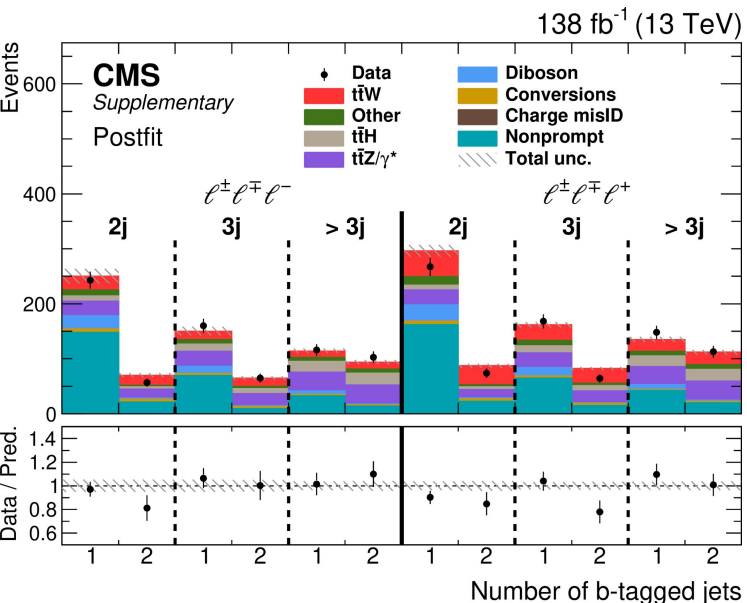 138 fb⁻¹ (13 TeV)
Events
600
400
200
0
CMS
Supplementary
Postfit
Data
tt̄W
Other
tt̄H
tt̄Z/γ*
Diboson
Conversions
Charge misID
Nonprompt
Total unc.
ℓ±ℓ∓ℓ⁻
ℓ±ℓ∓ℓ⁺
2j 3j > 3j 2j 3j > 3j
Data / Pred.
1.4
1.2
1
0.8
0.6
1 2 1 2 1 2 1 2 1 2 1 2
Number of b-tagged jets